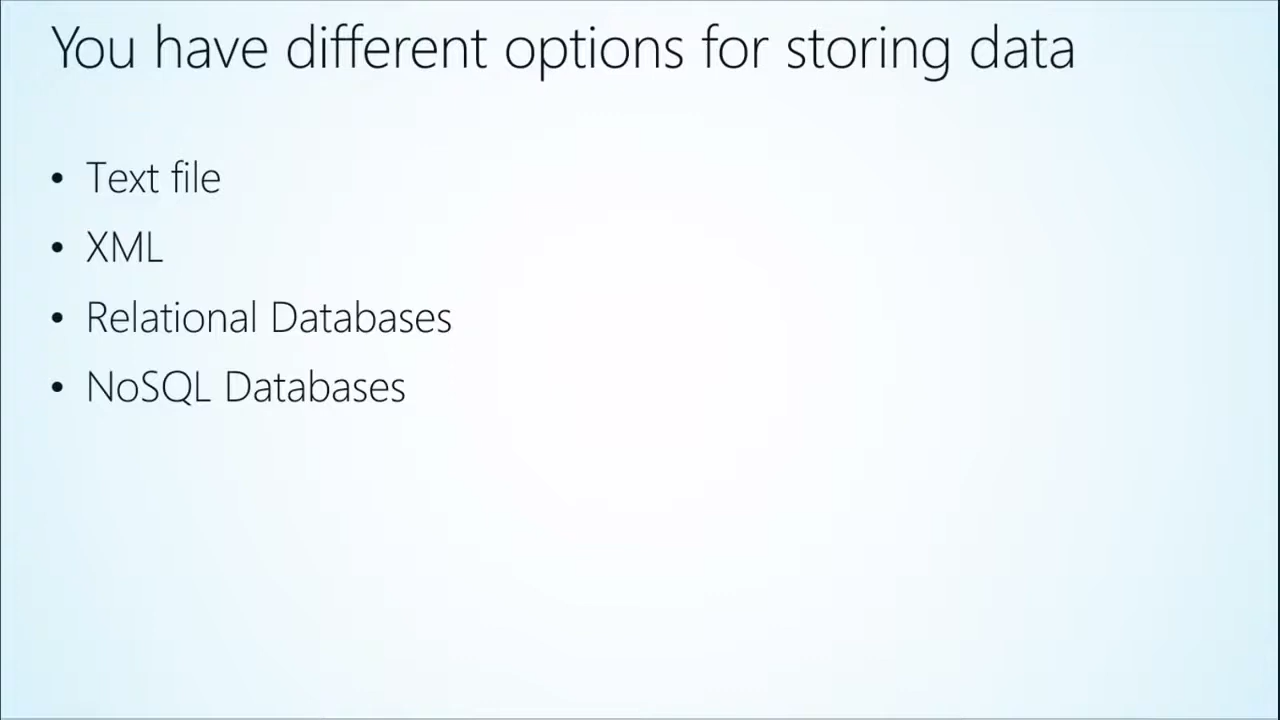 You have different options for storing data
• Text file
• XML
• Relational Databases
• NoSQL Databases